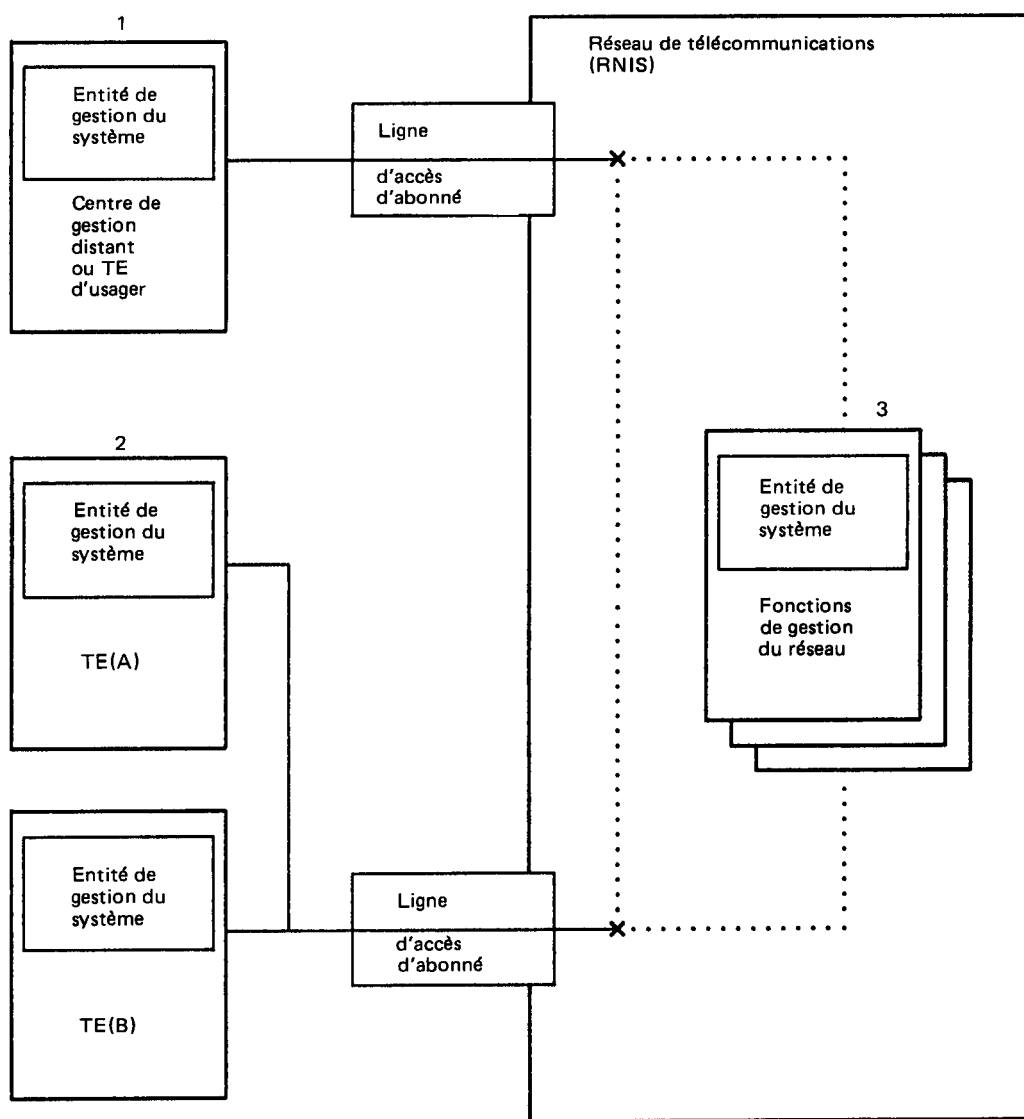 1
Entité de
gestion du
système
Centre de
gestion
distant
ou TE
d'usager
Ligne
d'accès
d'abonné
Réseau de télécommunications
(RNIS)
2
Entité de
gestion du
système
TE(A)
3
Entité de
gestion du
système
Fonctions
de gestion
du réseau
Entité de
gestion du
système
TE(B)
Ligne
d'accès
d'abonné